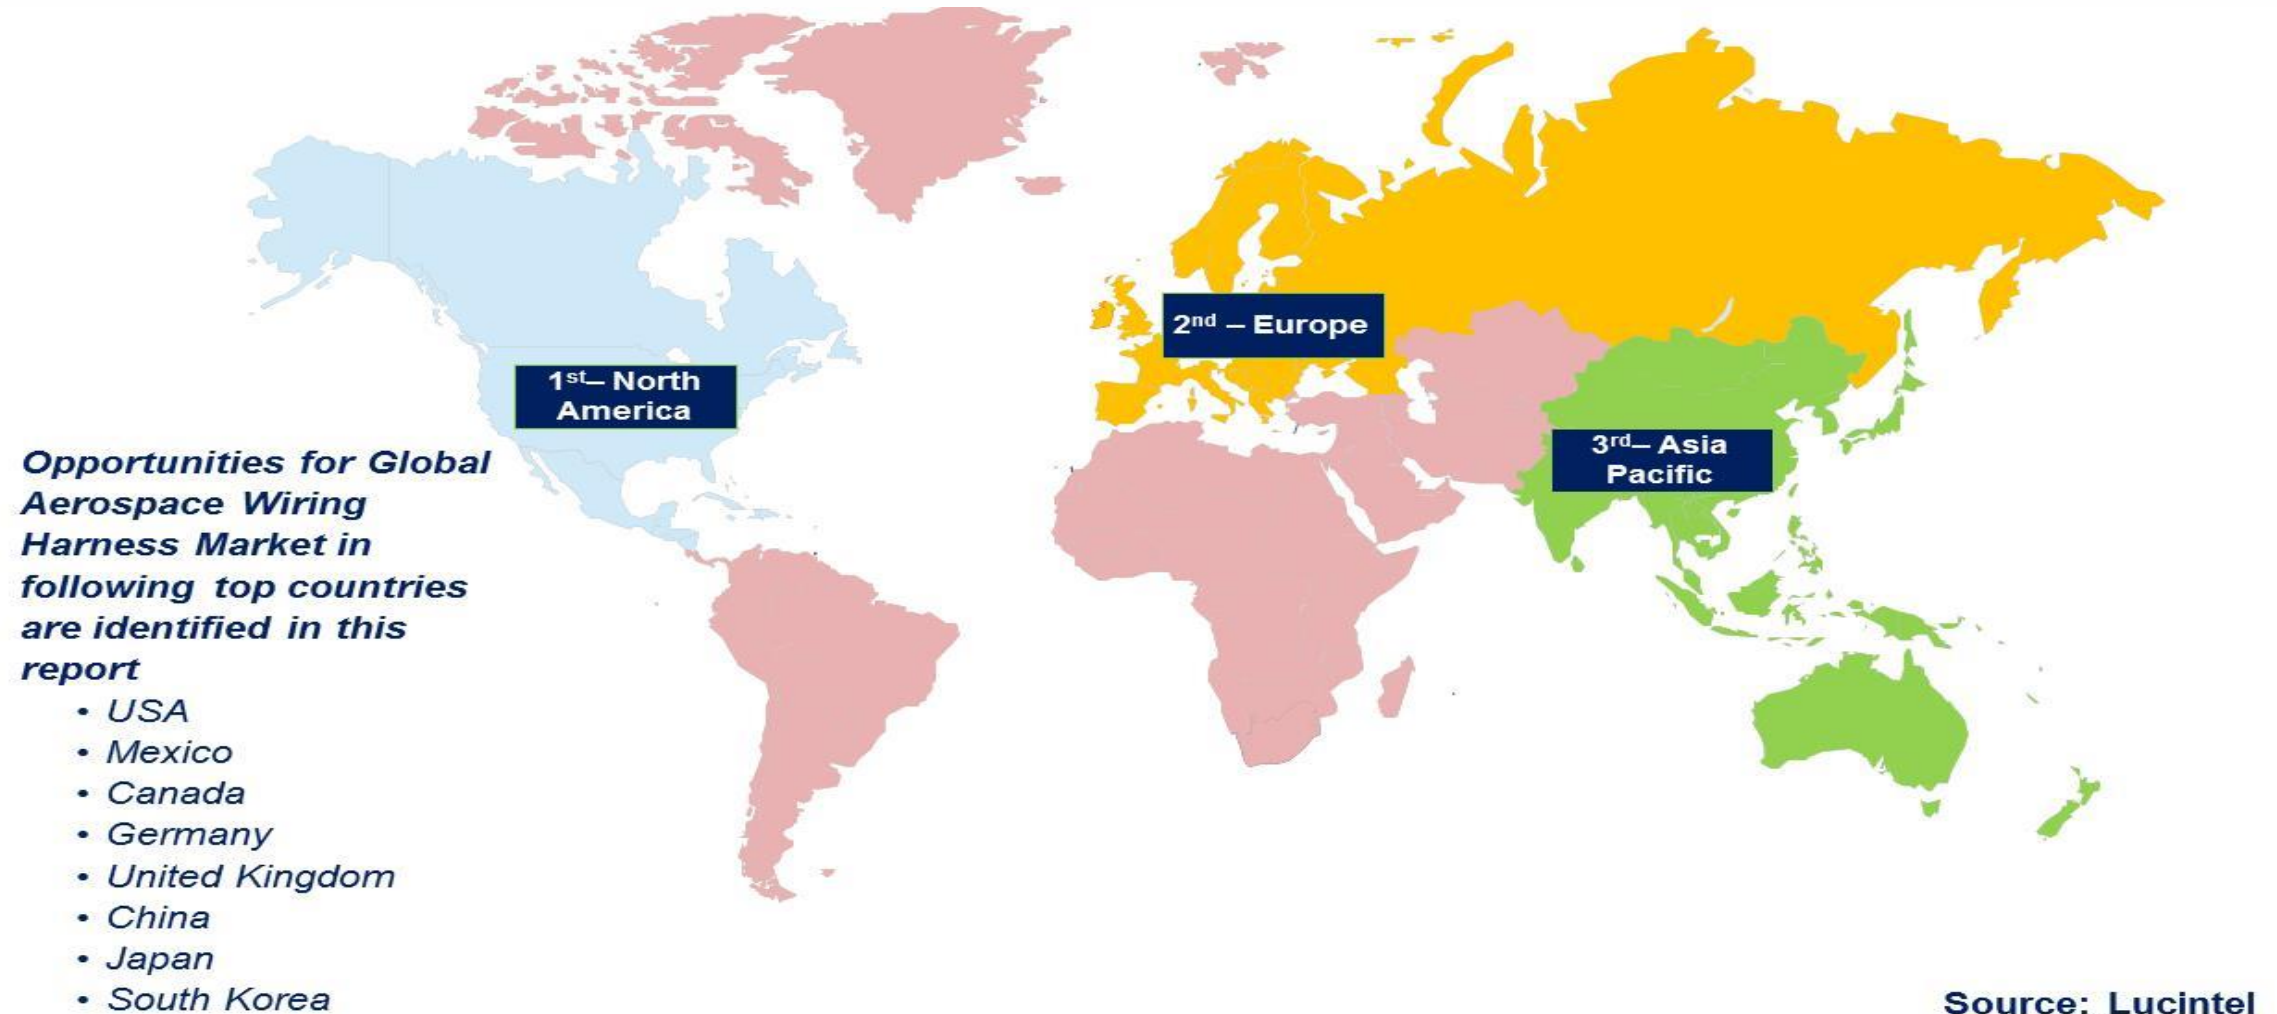 2nd – Europe
1st– North
America
3rd– Asia
Pacific
Opportunities for Global
Aerospace Wiring
Harness Market in
following top countries
are identified in this
report
• USA
• Mexico
• Canada
• Germany
• United Kingdom
• China
• Japan
• South Korea
Source: Lucintel